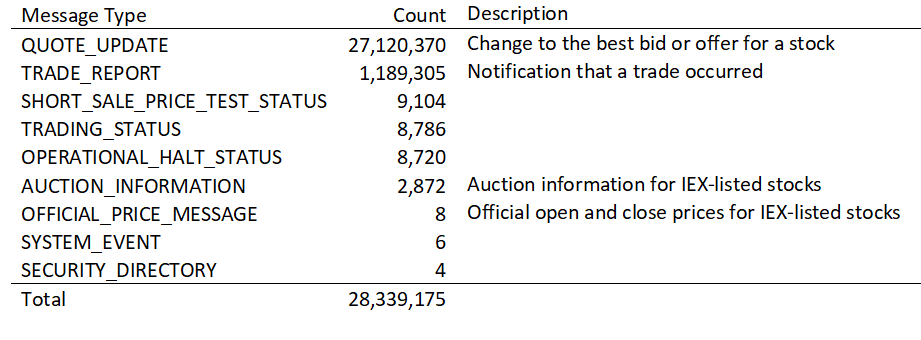 Message Type Count Description
QUOTE_UPDATE 27,120,370 Change to the best bid or offer for a stock
TRADE_REPORT 1,189,305 Notification that a trade occurred
SHORT_SALE_PRICE_TEST_STATUS 9,104
TRADING_STATUS 8,786
OPERATIONAL_HALT_STATUS 8,720
AUCTION_INFORMATION 2,872 Auction information for IEX-listed stocks
OFFICIAL_PRICE_MESSAGE 8 Official open and close prices for IEX-listed stocks
SYSTEM_EVENT 6
SECURITY_DIRECTORY 4
Total 28,339,175